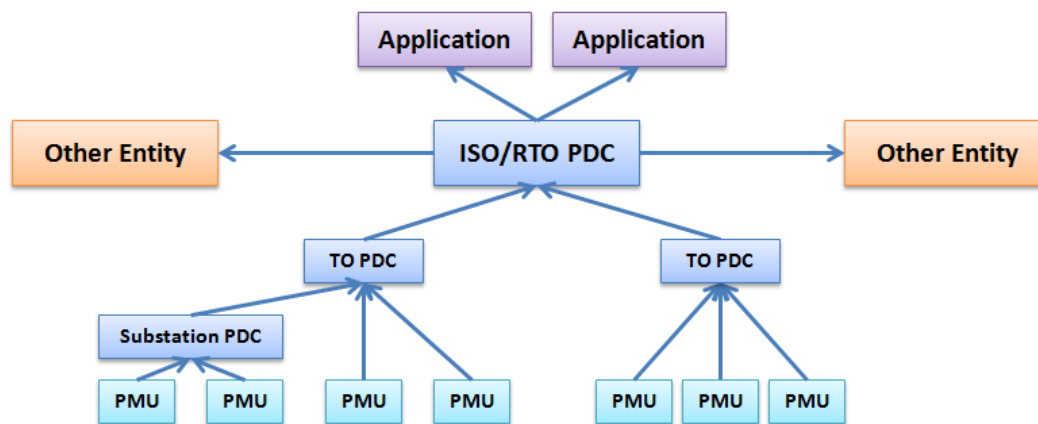 Application
Application
Other Entity
ISO/RTO PDC
Other Entity
TO PDC
TO PDC
Substation PDC
PMU
PMU
PMU
PMU
PMU
PMU
PMU